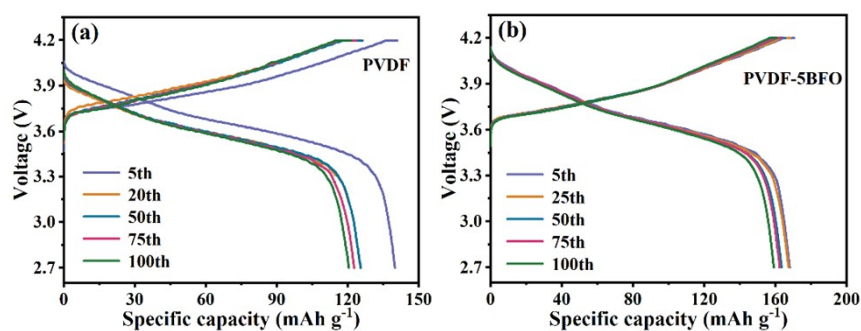 (a)
PVDF
4.2
3.9
3.6
3.3
3.0
2.7
Voltage (V)
5th
20th
50th
75th
100th
0 30 60 90 120 150
Specific capacity (mAh g-1)
(b)
PVDF-5BFO
4.2
3.9
3.6
3.3
3.0
2.7
Voltage (V)
5th
25th
50th
75th
100th
0 40 80 120 160 200
Specific capacity (mAh g-1)